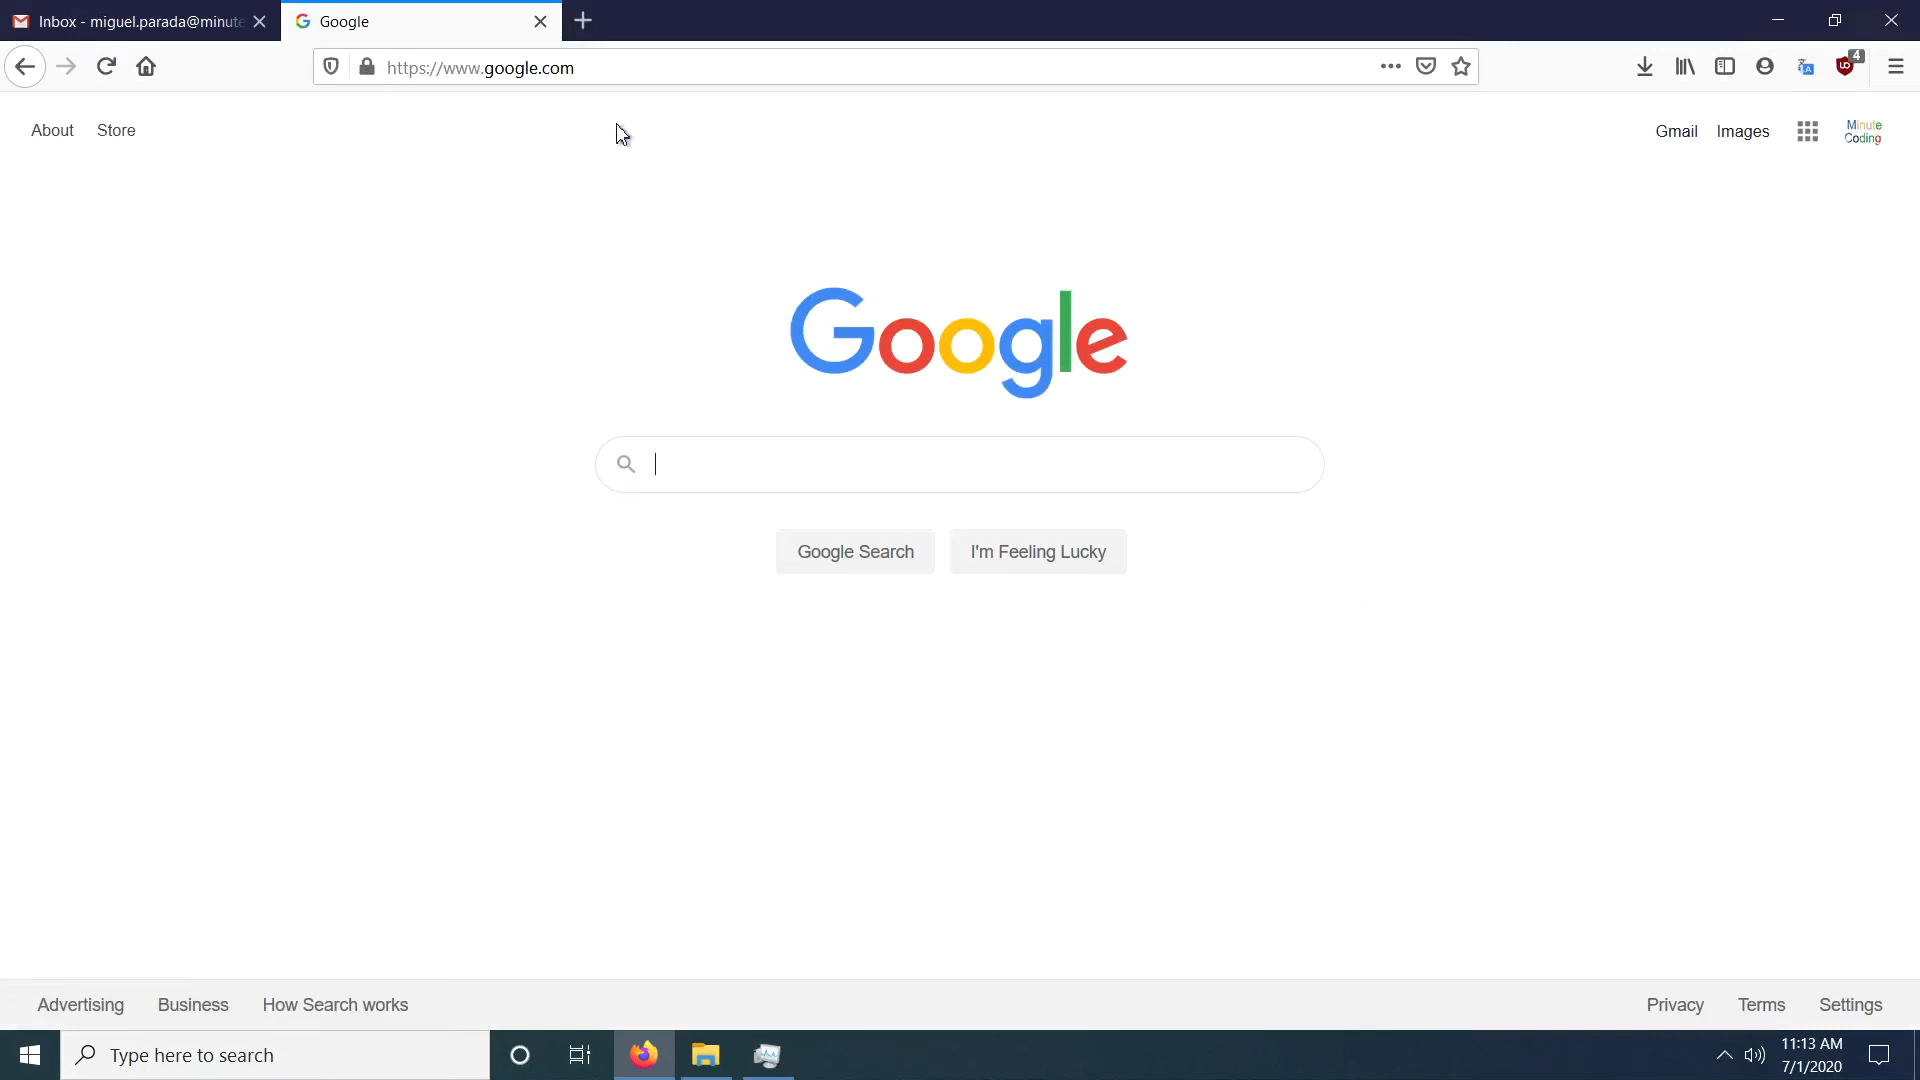 Inbox - miguel.parada@minute
Google
https://www.google.com
4
About Store
Gmail Images
Minute
Coding
Google
Google Search I'm Feeling Lucky
Advertising Business How Search works
Privacy Terms Settings
Type here to search
11:13 AM
7/1/2020